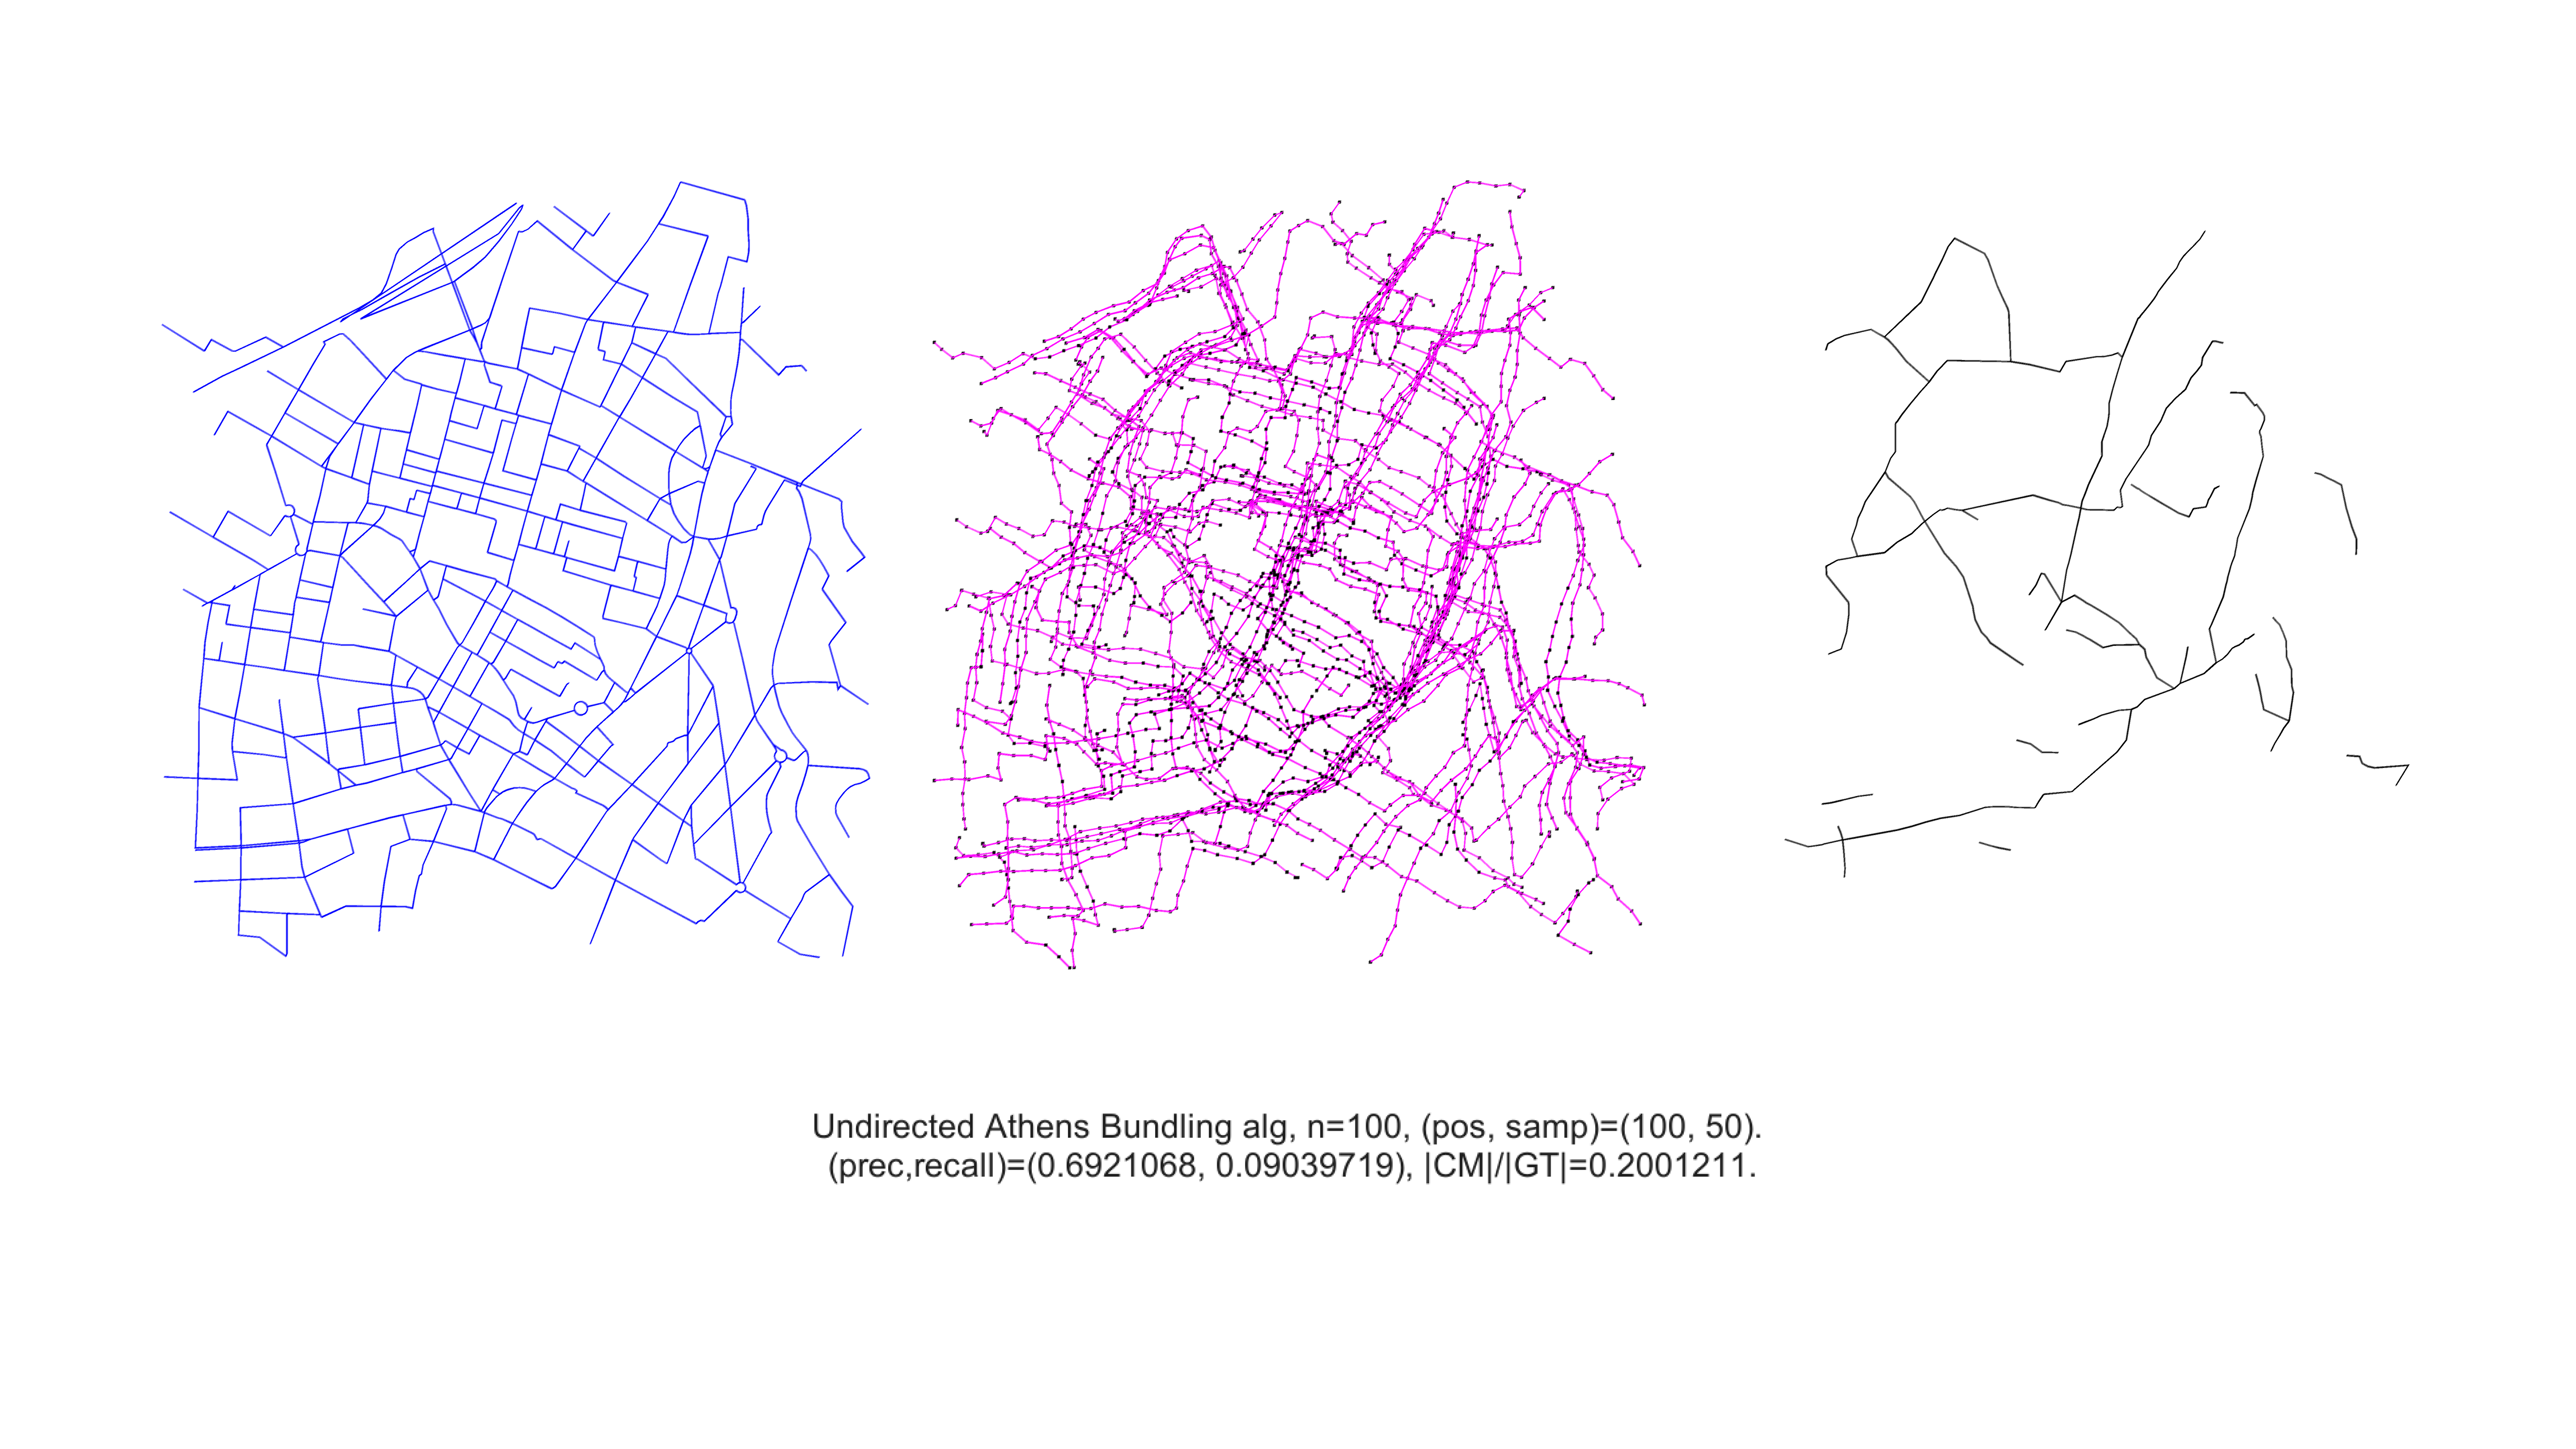 Undirected Athens Bundling alg, n=100, (pos, samp)=(100, 50).
(prec,recall)=(0.6921068, 0.09039719), |CM|/|GT|=0.2001211.